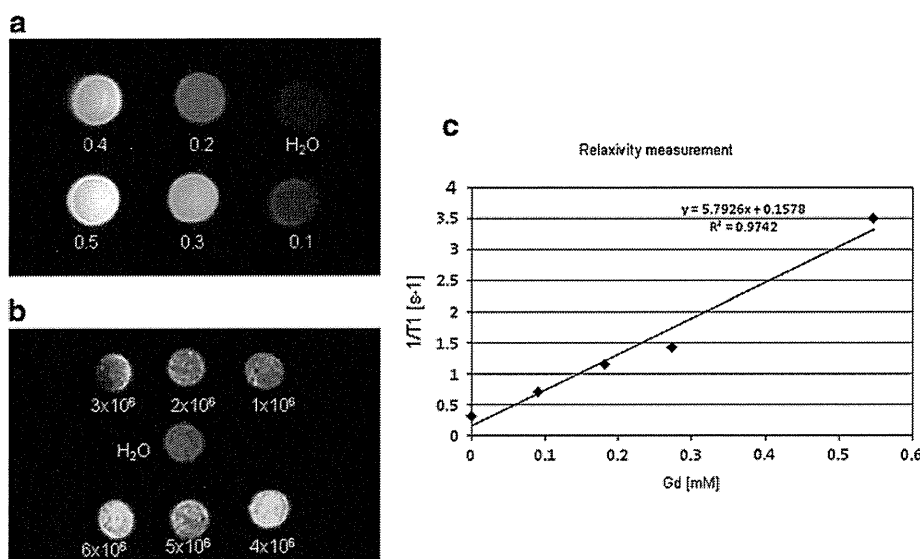 a
0.4 0.2 H₂O
0.5 0.3 0.1
b
3x10⁶ 2x10⁶ 1x10⁶
H₂O
6x10⁶ 5x10⁶ 4x10⁶
c
Relaxivity measurement
y = 5.7926x + 0.1578
R² = 0.9742
1/T1 [s-1]
4
3.5
3
2.5
2
1.5
1
0.5
0
0 0.1 0.2 0.3 0.4 0.5 0.6
Gd [mM]